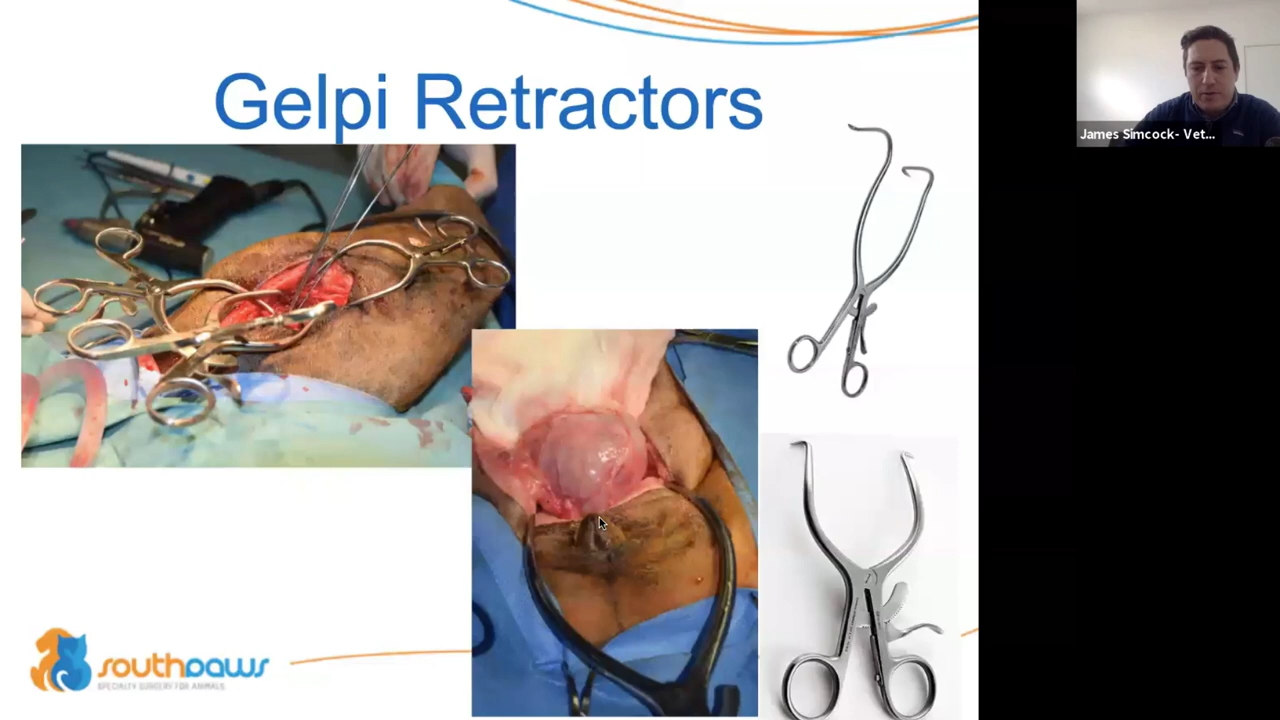 Gelpi Retractors
James Simcock- Vet...
southpaws
SPECIALTY SURGERY FOR ANIMALS